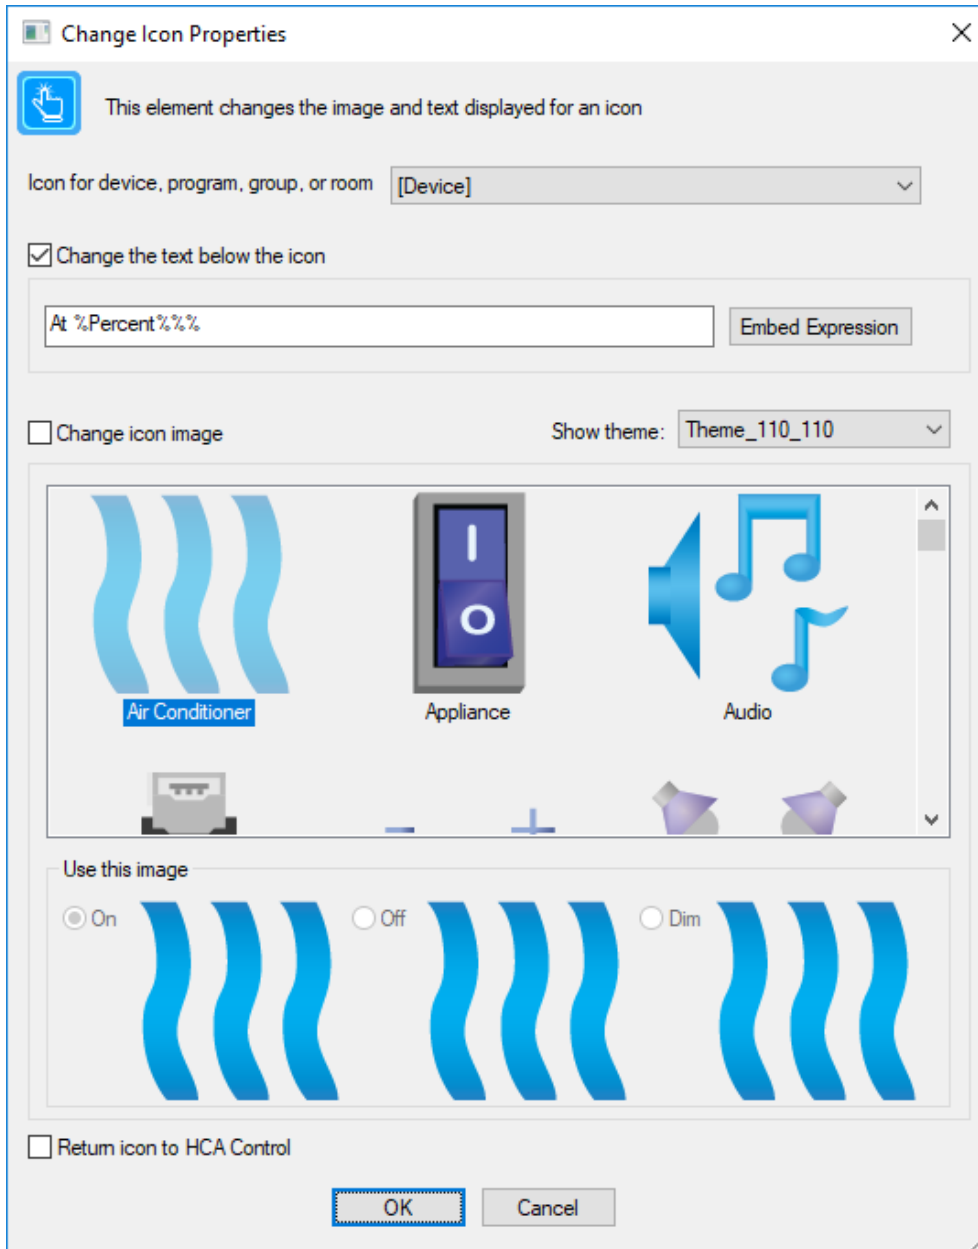 Change Icon Properties
This element changes the image and text displayed for an icon
Icon for device, program, group, or room [Device]
Change the text below the icon
At %Percent%%% Embed Expression
Change icon image Show theme: Theme_110_110
I
O
Air Conditioner Appliance Audio
Use this image
On Off Dim
Return icon to HCA Control
OK Cancel